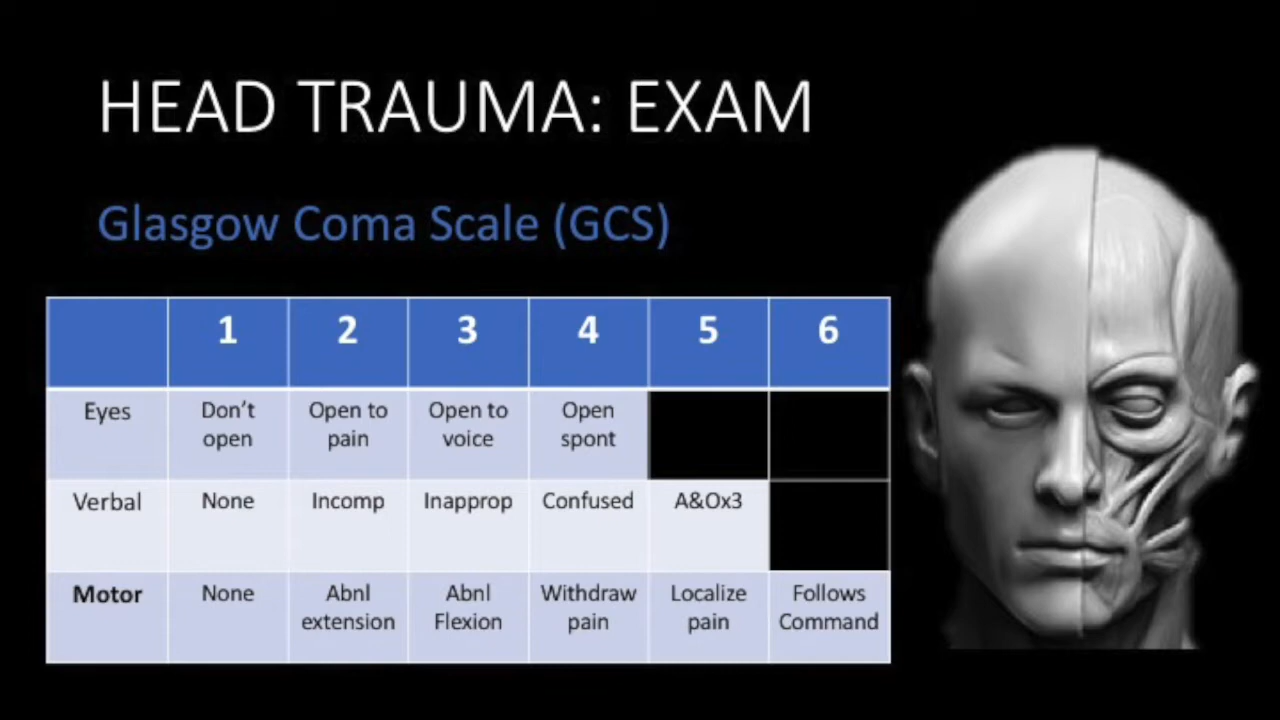 HEAD TRAUMA: EXAM
Glasgow Coma Scale (GCS)
1 2 3 4 5 6
Eyes Don't open Open to pain Open to voice Open spont
Verbal None Incomp Inapprop Confused A&Ox3
Motor None Abnl extension Abnl Flexion Withdraw pain Localize pain Follows Command